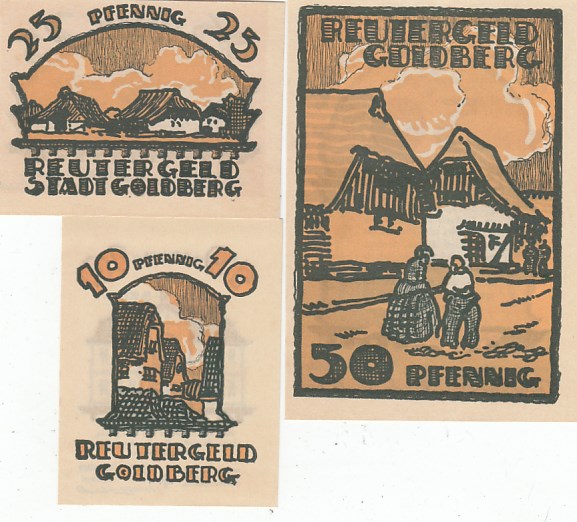 25 PFENNIG 25
REUTERGELD
STADT GOLDBERG
10 PFENNIG 10
REUTERGELD
GOLDBERG
REUTERGELD
GOLDBERG
50 PFENNIG